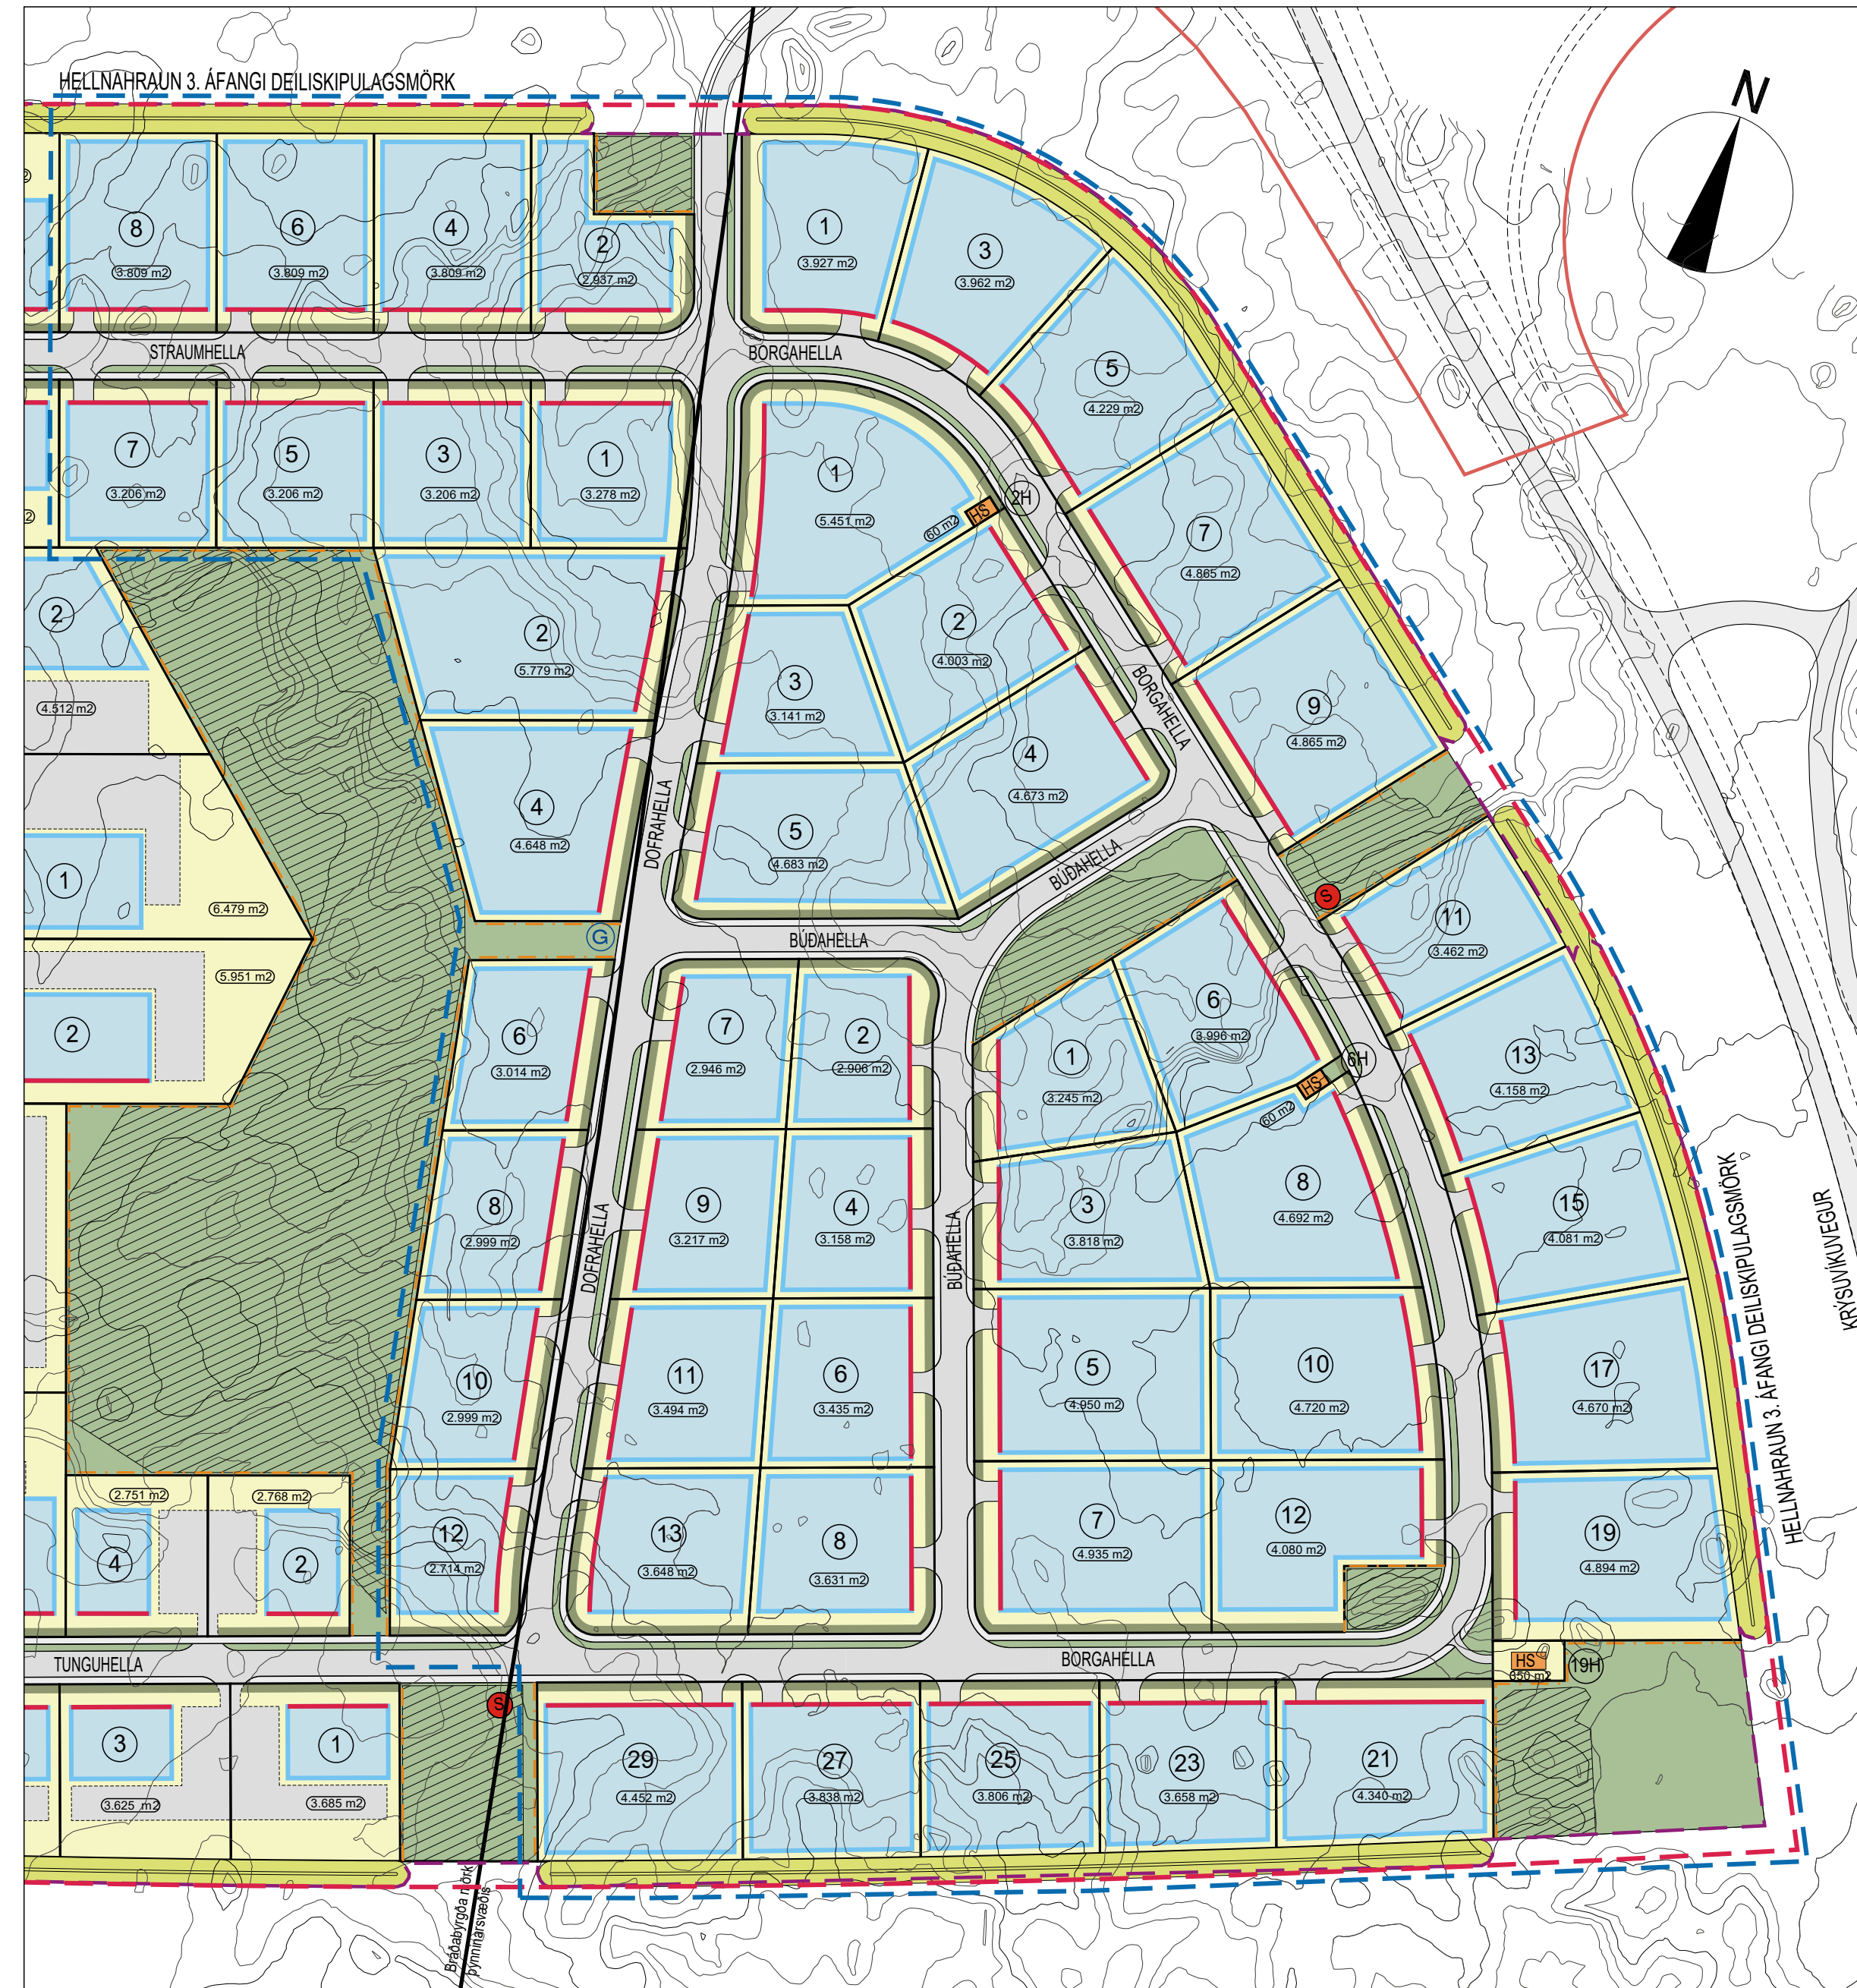 HELLNAHRAUN 3. ÁFANGI DEILISKIPULAGSMÖRK
N
8
3.809 m2
6
3.809 m2
4
3.809 m2
2
2.937 m2
1
3.927 m2
3
3.962 m2
STRAUMHELLA
BORGAHELLA
5
4.229 m2
7
3.206 m2
5
3.206 m2
3
3.206 m2
1
3.278 m2
1
5.451 m2
HS
2H
60 m2
7
4.865 m2
2
4.512 m2
2
5.779 m2
2
4.003 m2
3
3.141 m2
BORGAHELLA
9
4.865 m2
4
4.673 m2
4
4.648 m2
DOFRAHELLA
5
4.683 m2
BÚÐAHELLA
1
6.479 m2
S
11
3.462 m2
G
BÚÐAHELLA
5.951 m2
2
6
3.014 m2
7
2.946 m2
2
2.906 m2
1
3.245 m2
6
3.996 m2
6H
HS
60 m2
13
4.158 m2
8
2.999 m2
DOFRAHELLA
9
3.217 m2
4
3.158 m2
BÚÐAHELLA
3
3.818 m2
8
4.692 m2
15
4.081 m2
HELLNAHRAUN 3. ÁFANGI DEILISKIPULAGSMÖRK
KRÝSUVÍKUVEGUR
10
2.999 m2
11
3.494 m2
6
3.435 m2
5
4.950 m2
10
4.720 m2
17
4.670 m2
2.751 m2
4
2.768 m2
2
12
2.714 m2
13
3.648 m2
8
3.631 m2
7
4.935 m2
12
4.080 m2
19
4.894 m2
TUNGUHELLA
BORGAHELLA
HS
350 m2
19H
S
3
3.625 m2
1
3.685 m2
29
4.452 m2
27
3.838 m2
25
3.806 m2
23
3.658 m2
21
4.340 m2
Bráðabyrgða mörk
þynninarsvæðis